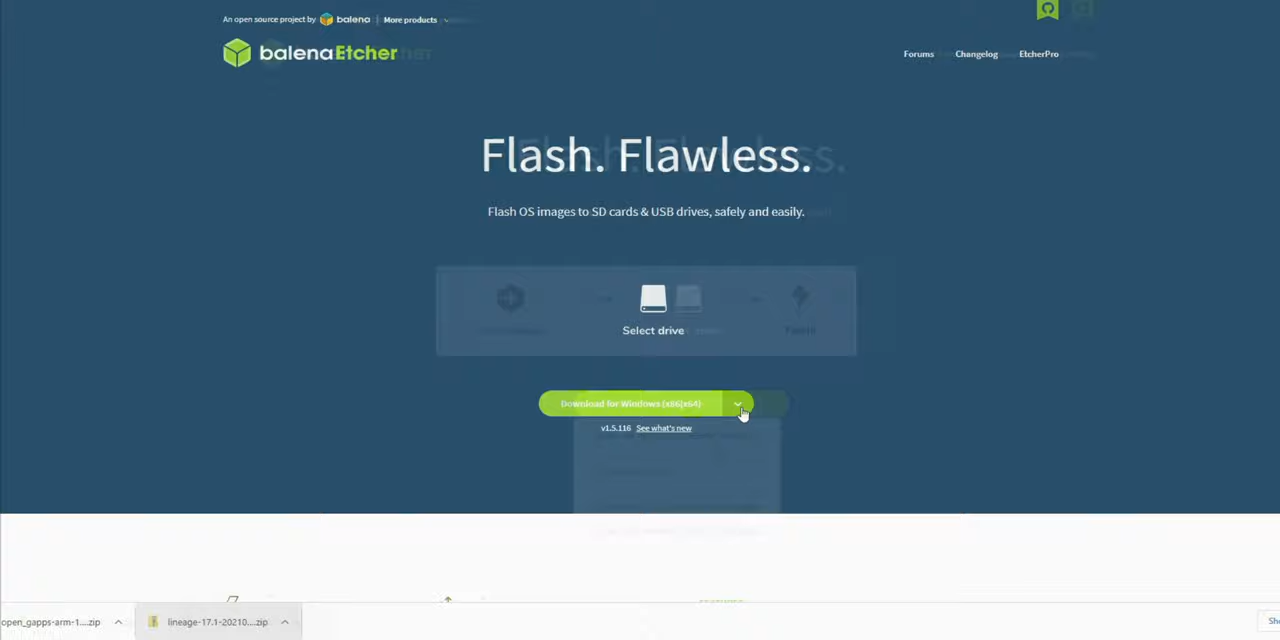 An open source project by balena More products
balenaEtcher
Forums Changelog EtcherPro
Flash. Flawless.
Flash OS images to SD cards & USB drives, safely and easily.
Select drive
Download for Windows (x86|x64)
v1.5.116 See what's new
FEATURES
open_gapps-arm-1....zip lineage-17.1-20210....zip